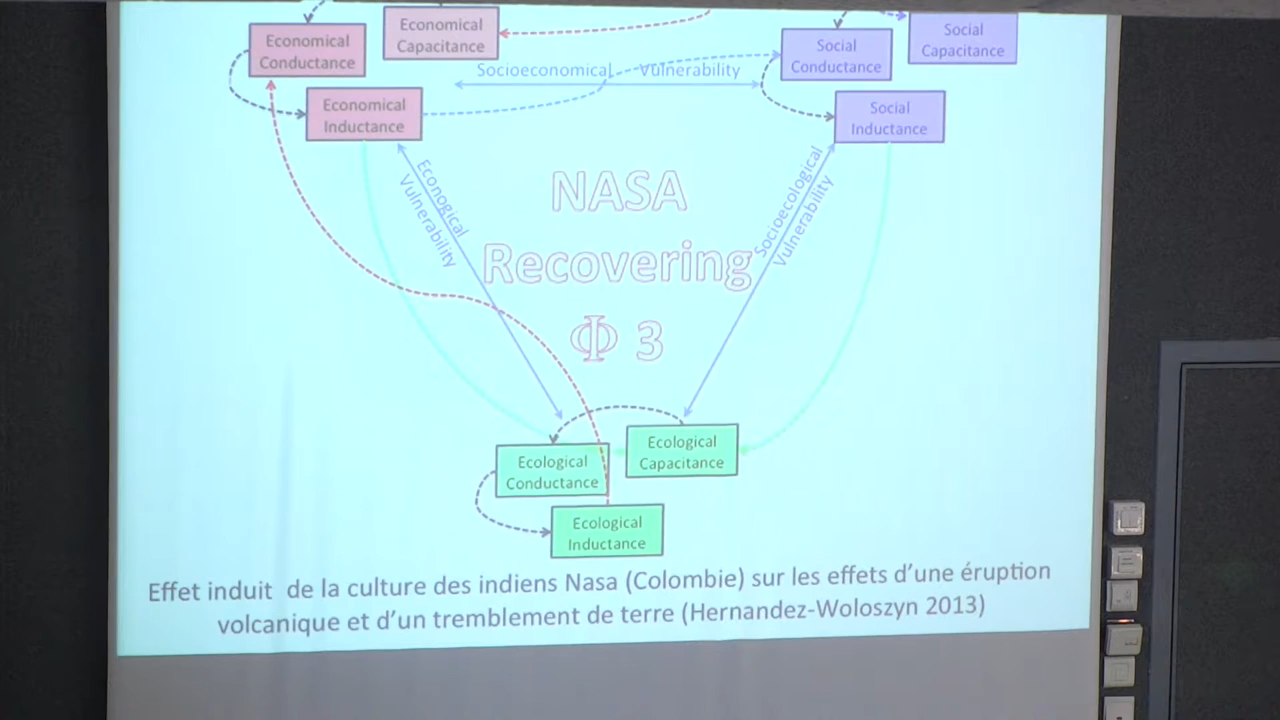 Economical
Conductance
Economical
Capacitance
Social
Conductance
Social
Capacitance
Socioeconomical Vulnerability
Economical
Inductance
Social
Inductance
Econogical
Vulnerability
Socioecological
Vulnerability
NASA
Recovering
Φ 3
Ecological
Conductance
Ecological
Capacitance
Ecological
Inductance
Effet induit de la culture des indiens Nasa (Colombie) sur les effets d'une éruption
volcanique et d'un tremblement de terre (Hernandez-Woloszyn 2013)